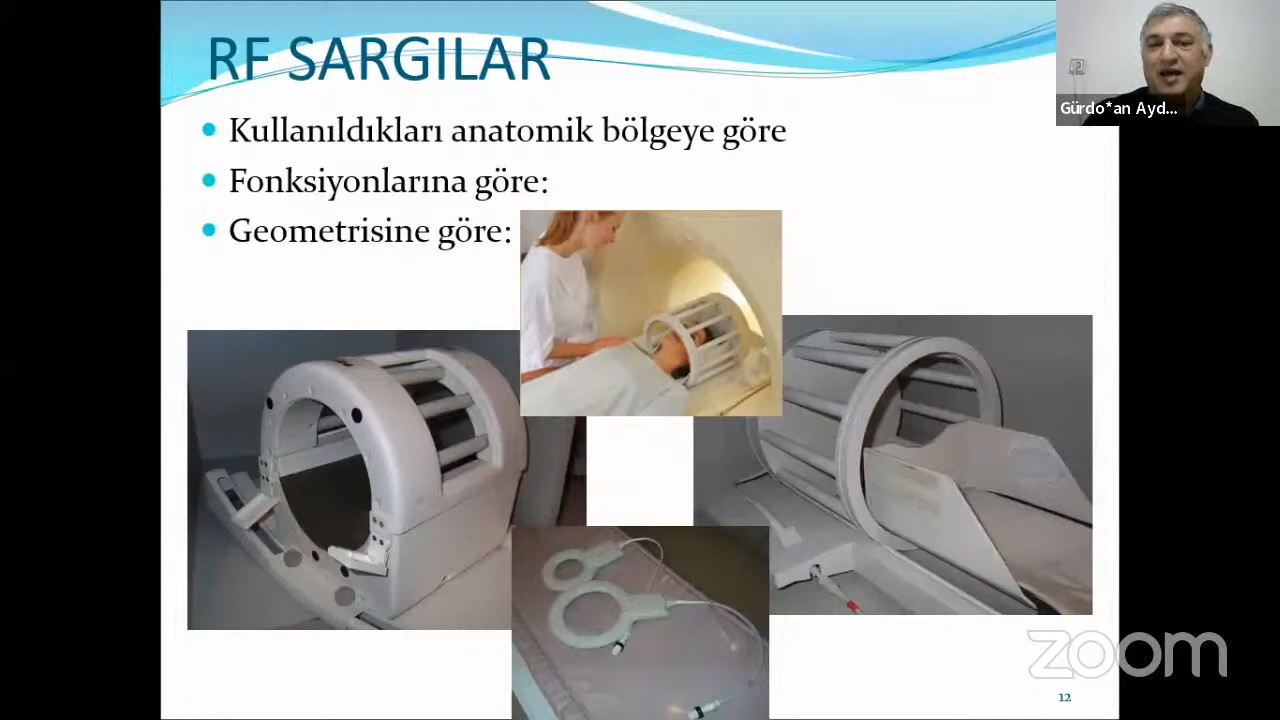 RF SARGILAR
Kullanıldıkları anatomik bölgeye göre
Fonksiyonlarına göre:
Geometrisine göre:
Gürdo*an Ayd...
zoom
12